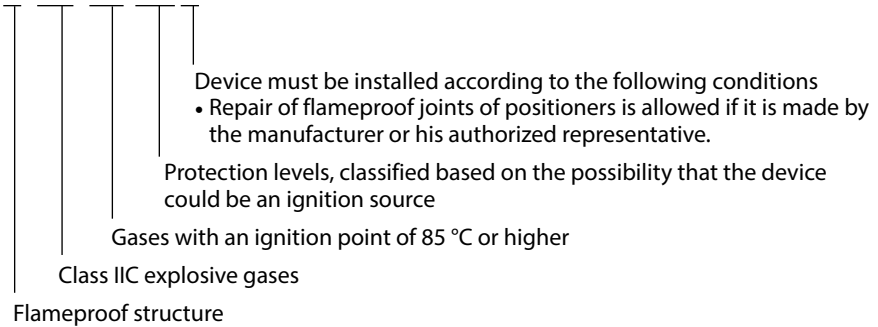 Device must be installed according to the following conditions
• Repair of flameproof joints of positioners is allowed if it is made by
the manufacturer or his authorized representative.
Protection levels, classified based on the possibility that the device
could be an ignition source
Gases with an ignition point of 85 °C or higher
Class IIC explosive gases
Flameproof structure